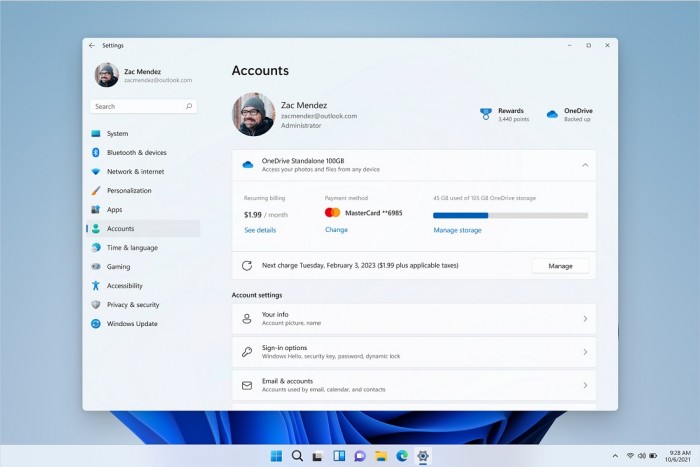 Settings
Zac Mendez
zacmendez@outlook.com
Search
System
Bluetooth & devices
Network & internet
Personalization
Apps
Accounts
Time & language
Gaming
Accessibility
Privacy & security
Windows Update
Accounts
Zac Mendez
zacmendez@outlook.com
Administrator
Rewards
3,440 points
OneDrive
Backed up
OneDrive Standalone 100GB
Access your photos and files from any device
Recurring billing
$1.99 / month
See details
Payment method
MasterCard **6985
Change
45 GB used of 105 GB OneDrive storage
Manage storage
Next charge Tuesday, February 3, 2023 ($1.99 plus applicable taxes)
Manage
Account settings
Your info
Account picture, name
Sign-in options
Windows Hello, security key, password, dynamic lock
Email & accounts
Accounts used by email, calendar, and contacts
9:28 AM
10/6/2021